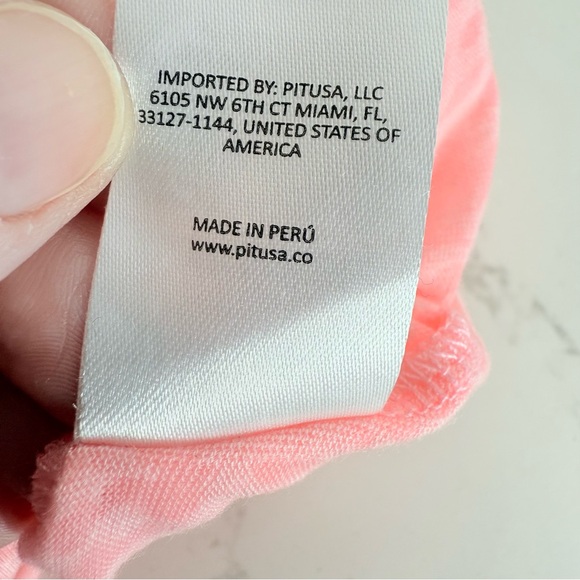 IMPORTED BY: PITUSA, LLC
6105 NW 6TH CT MIAMI, FL,
33127-1144, UNITED STATES OF
AMERICA
MADE IN PERÚ
www.pitusa.co